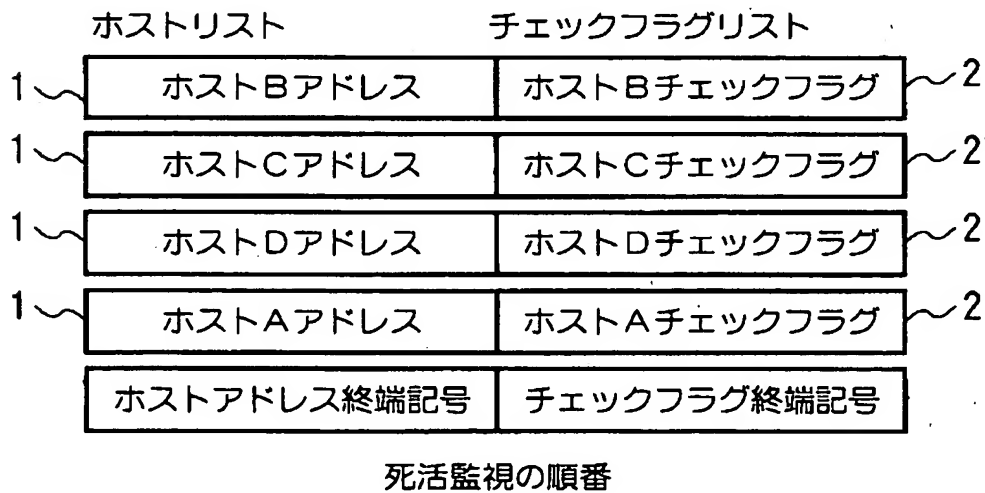 ホストリスト チェックフラグリスト
1 ホストBアドレス ホストBチェックフラグ 2
1 ホストCアドレス ホストCチェックフラグ 2
1 ホストDアドレス ホストDチェックフラグ 2
1 ホストAアドレス ホストAチェックフラグ 2
ホストアドレス終端記号 チェックフラグ終端記号
死活監視の順番